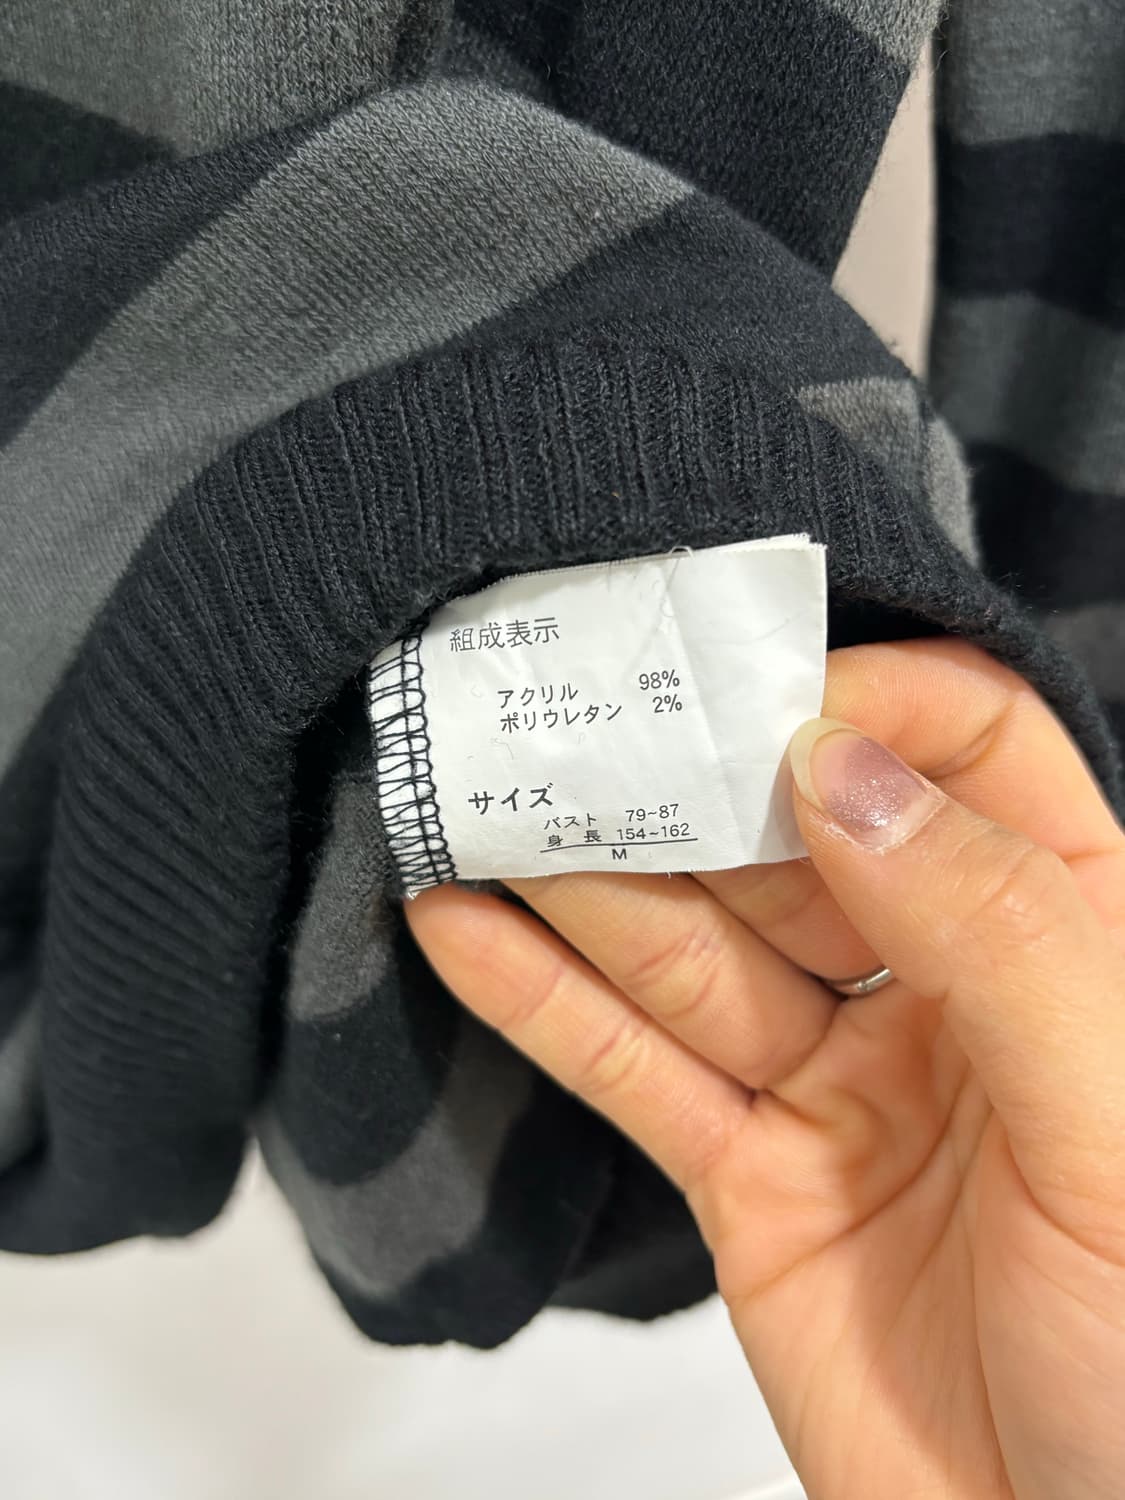 組成表示
アクリル 98%
ポリウレタン 2%
サイズ
バスト 79~87
身 長 154~162
M